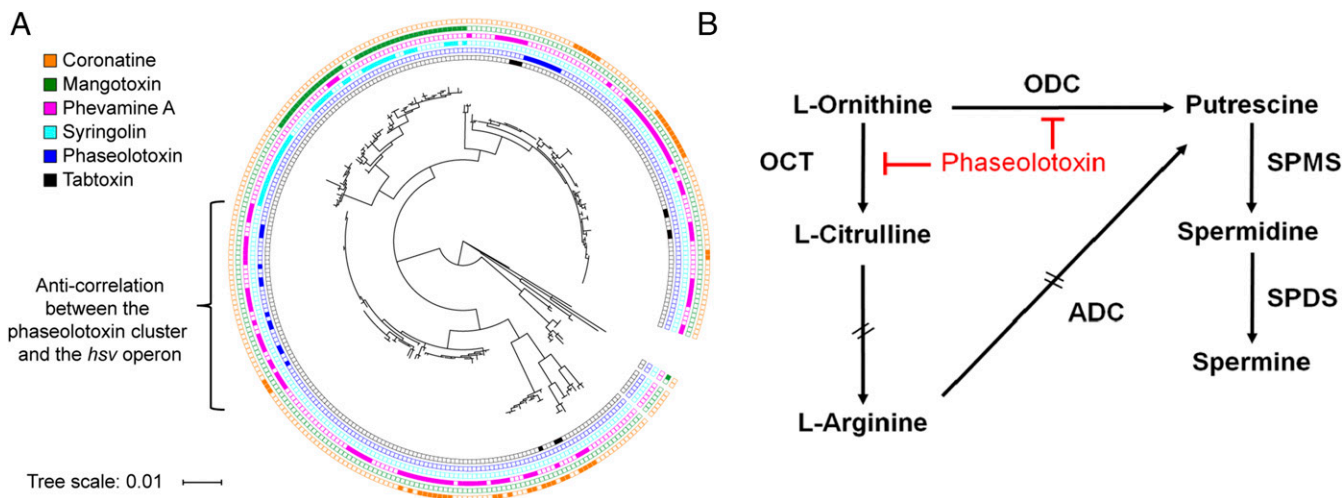 A
Coronatine
Mangotoxin
Phevamine A
Syringolin
Phaseolotoxin
Tabtoxin
Anti-correlation
between the
phaseolotoxin cluster
and the hsv operon
Tree scale: 0.01
B
L-Ornithine
ODC
Putrescine
OCT
Phaseolotoxin
SPMS
L-Citrulline
Spermidine
ADC
SPDS
Spermine
L-Arginine